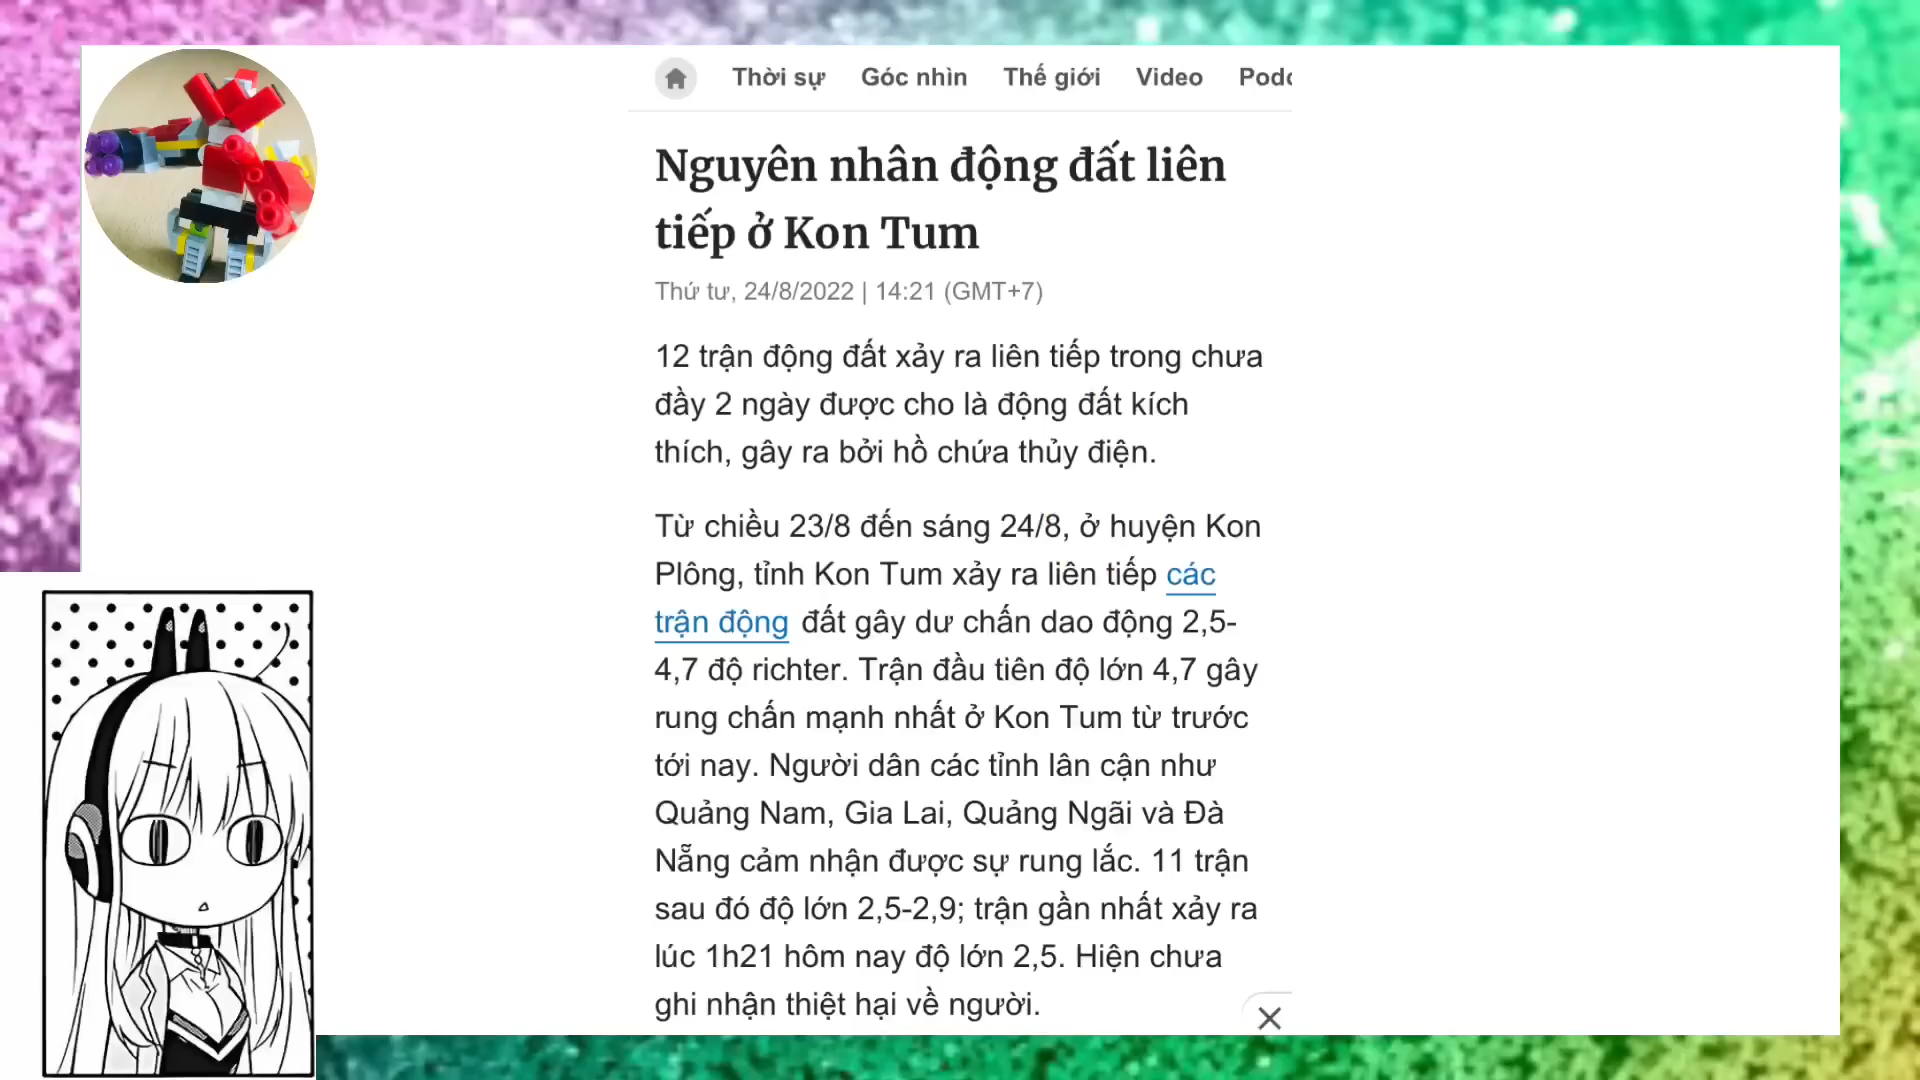 Thời sự Góc nhìn Thế giới Video Podc
Nguyên nhân động đất liên
tiếp ở Kon Tum
Thứ tư, 24/8/2022 | 14:21 (GMT+7)
12 trận động đất xảy ra liên tiếp trong chưa
đầy 2 ngày được cho là động đất kích
thích, gây ra bởi hồ chứa thủy điện.
Từ chiều 23/8 đến sáng 24/8, ở huyện Kon
Plông, tỉnh Kon Tum xảy ra liên tiếp các
trận động đất gây dư chấn dao động 2,5-
4,7 độ richter. Trận đầu tiên độ lớn 4,7 gây
rung chấn mạnh nhất ở Kon Tum từ trước
tới nay. Người dân các tỉnh lân cận như
Quảng Nam, Gia Lai, Quảng Ngãi và Đà
Nẵng cảm nhận được sự rung lắc. 11 trận
sau đó độ lớn 2,5-2,9; trận gần nhất xảy ra
lúc 1h21 hôm nay độ lớn 2,5. Hiện chưa
ghi nhận thiệt hại về người.